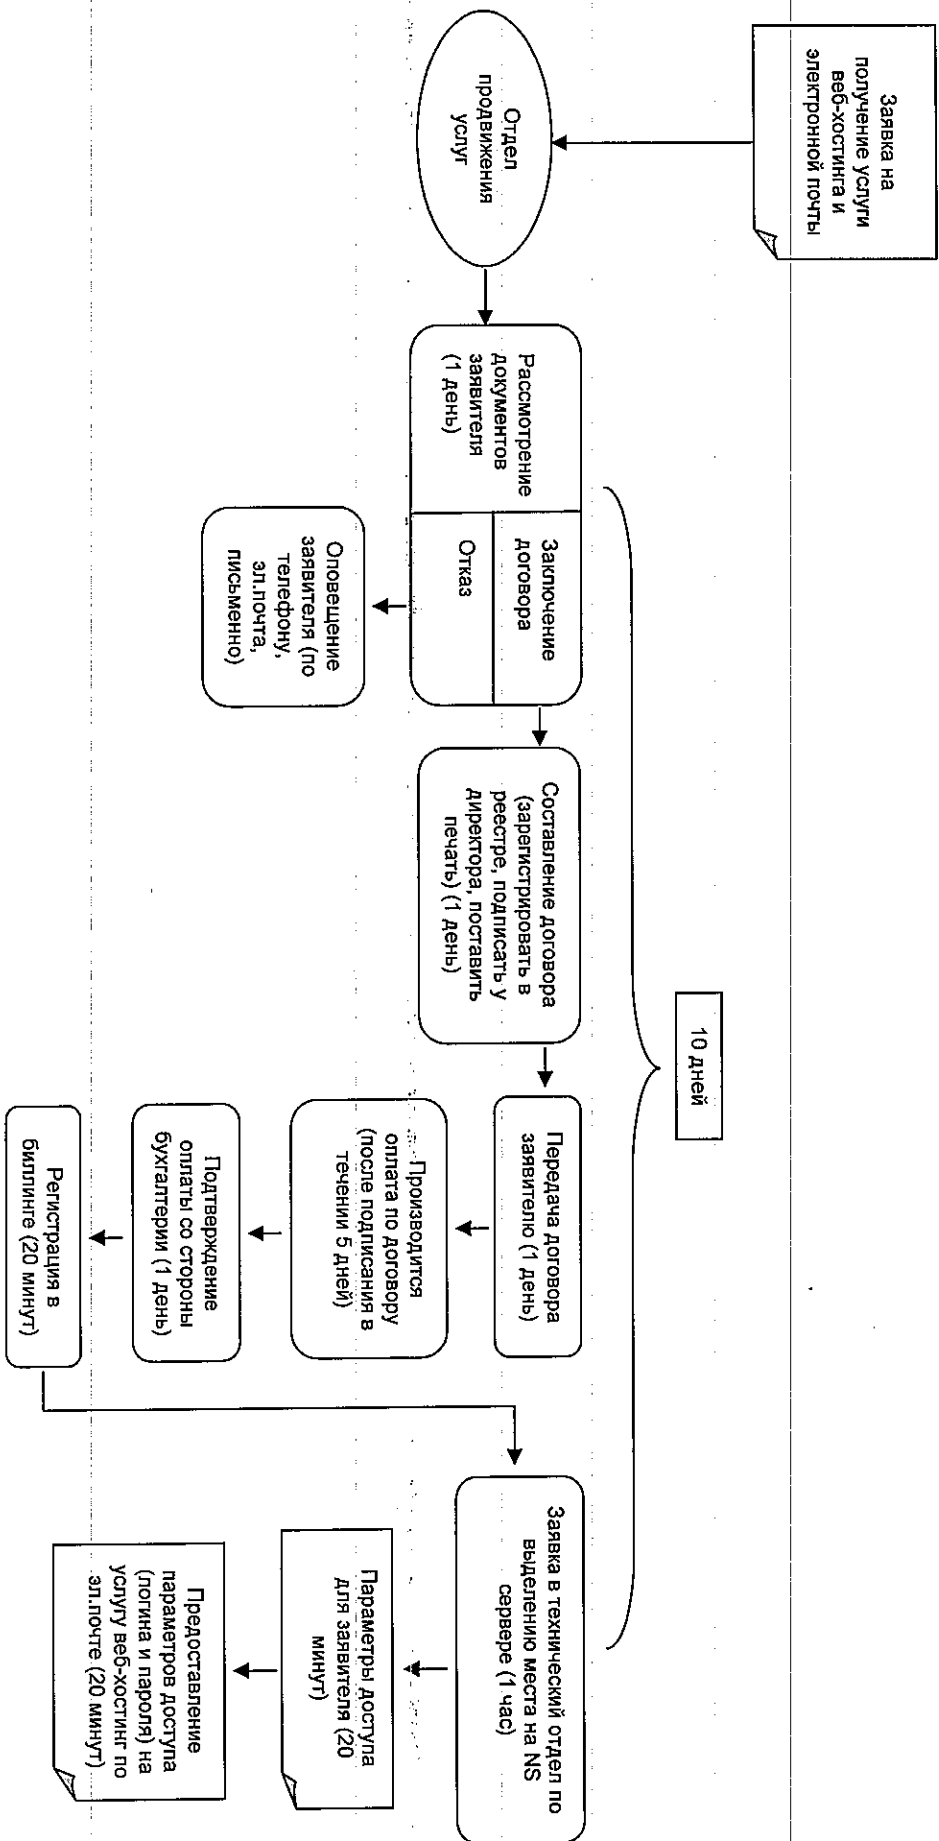 Заявка на
получение услуги
веб-хостинга и
электронной почты
Отдел
продвижения
услуг
10 дней
Рассмотрение
документов
заявителя
(1 день)
Заключение
договора
Отказ
Оповещение
заявителя (по
телефону,
эл.почта,
письменно)
Составление договора
(зарегистрировать в
реестре, подписать у
директора, поставить
печать) (1 день)
Передача договора
заявителю (1 день)
Производится
оплата по договору
(после подписания в
течении 5 дней)
Подтверждение
оплаты со стороны
бухгалтерии (1 день)
Регистрация в
биллинге (20 минут)
Заявка в технический отдел по
выделению места на NS
сервере (1 час)
Параметры доступа
для заявителя (20
минут)
Предоставление
параметров доступа
(логина и пароля) на
услугу веб-хостинг по
эл.почте (20 минут)